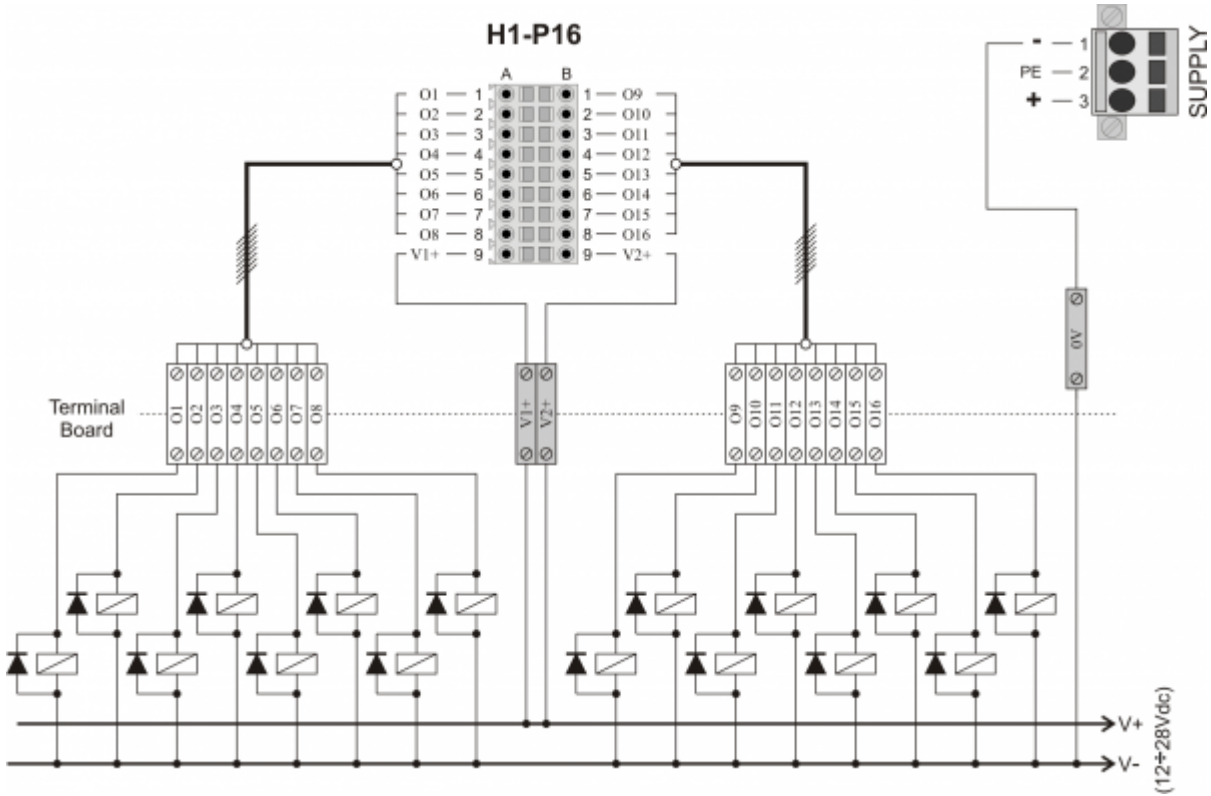 H1-P16
A B
O1 1 1 O9
O2 2 2 O10
O3 3 3 O11
O4 4 4 O12
O5 5 5 O13
O6 6 6 O14
O7 7 7 O15
O8 8 8 O16
V1+ 9 9 V2+
- 1
PE 2
+ 3
SUPPLY
0V
Terminal
Board
O1 O2 O3 O4 O5 O6 O7 O8
V1+ V2+
O9 O10 O11 O12 O13 O14 O15 O16
V+
V-
(12÷28Vdc)